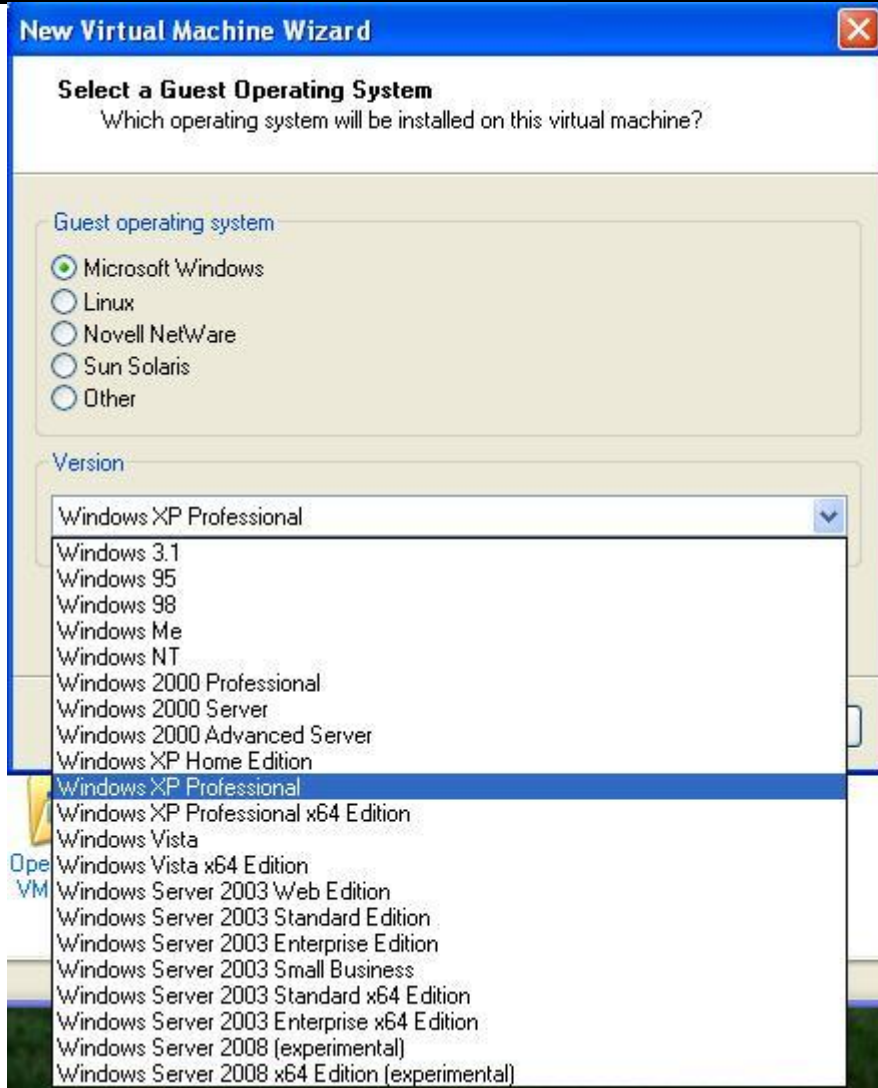 New Virtual Machine Wizard
Select a Guest Operating System
Which operating system will be installed on this virtual machine?
Guest operating system
Microsoft Windows
Linux
Novell NetWare
Sun Solaris
Other
Version
Windows XP Professional
Windows 3.1
Windows 95
Windows 98
Windows Me
Windows NT
Windows 2000 Professional
Windows 2000 Server
Windows 2000 Advanced Server
Windows XP Home Edition
Windows XP Professional
Windows XP Professional x64 Edition
Windows Vista
Windows Vista x64 Edition
Windows Server 2003 Web Edition
Windows Server 2003 Standard Edition
Windows Server 2003 Enterprise Edition
Windows Server 2003 Small Business
Windows Server 2003 Standard x64 Edition
Windows Server 2003 Enterprise x64 Edition
Windows Server 2008 (experimental)
Windows Server 2008 x64 Edition (experimental)
Ope
VM